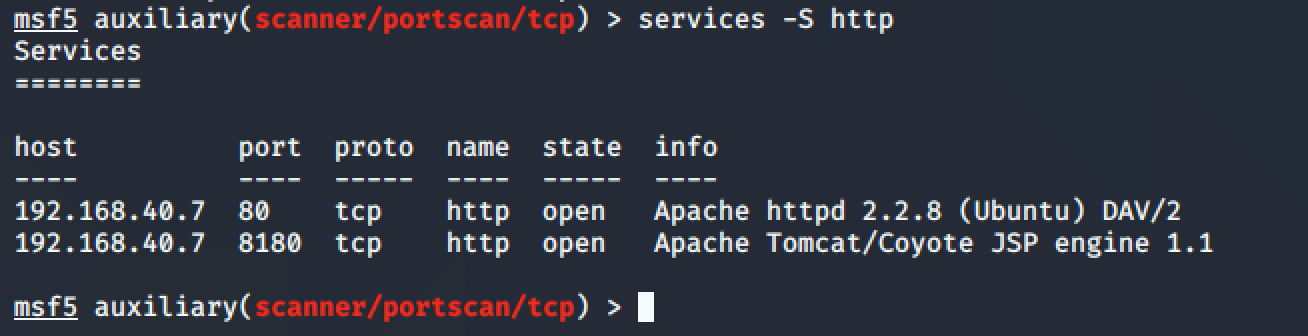 msf5 auxiliary(scanner/portscan/tcp) > services -S http
Services
========
host port proto name state info
---- ---- ----- ---- ----- ----
192.168.40.7 80 tcp http open Apache httpd 2.2.8 (Ubuntu) DAV/2
192.168.40.7 8180 tcp http open Apache Tomcat/Coyote JSP engine 1.1
msf5 auxiliary(scanner/portscan/tcp) >